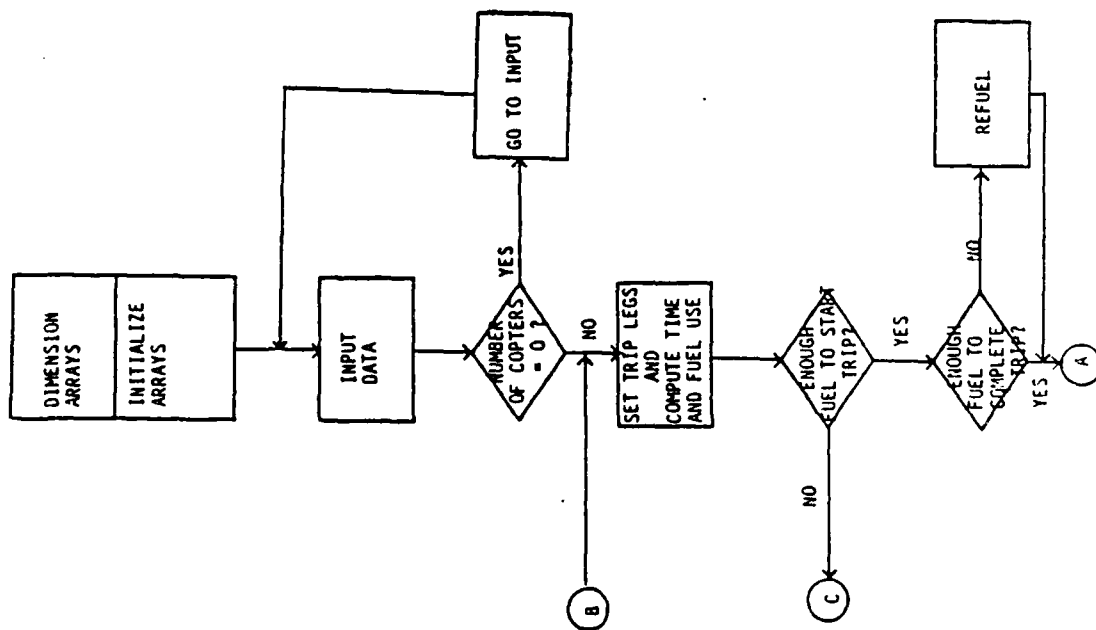 DIMENSION
ARRAYS
INITIALIZE
ARRAYS
INPUT
DATA
NUMBER
OF COPTERS
= 0 ?
YES
GO TO INPUT
NO
B
SET TRIP LEGS
AND
COMPUTE TIME
AND FUEL USE
ENOUGH
FUEL TO START
TRIP?
NO
C
YES
ENOUGH
FUEL TO
COMPLETE
TRIP?
NO
REFUEL
YES
A